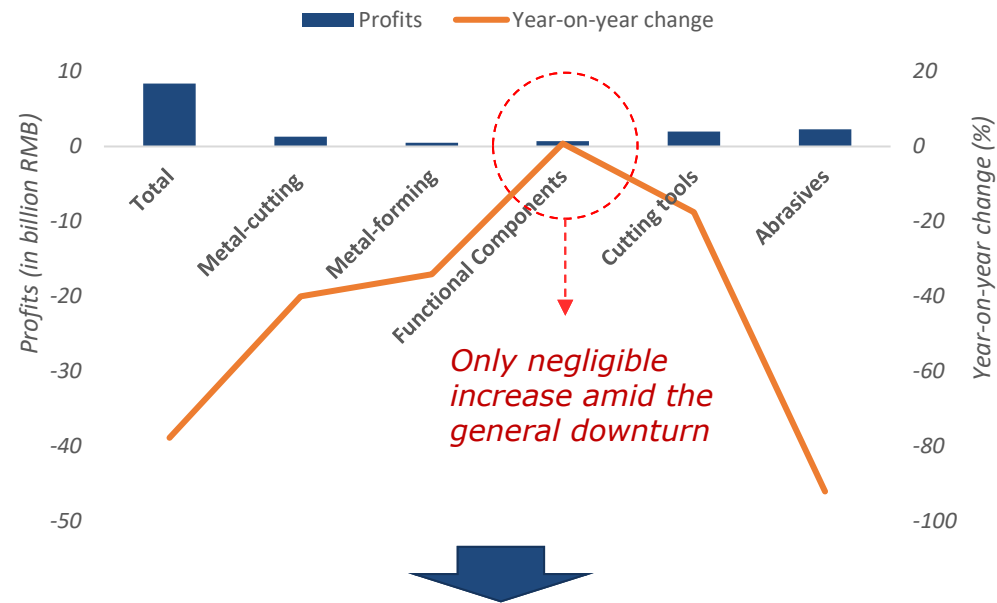 Profits Year-on-year change
Profits (in billion RMB)
10
0
-10
-20
-30
-40
-50
20
0
-20
-40
-60
-80
-100
Year-on-year change (%)
Total
Metal-cutting
Metal-forming
Functional Components
Cutting tools
Abrasives
Only negligible
increase amid the
general downturn